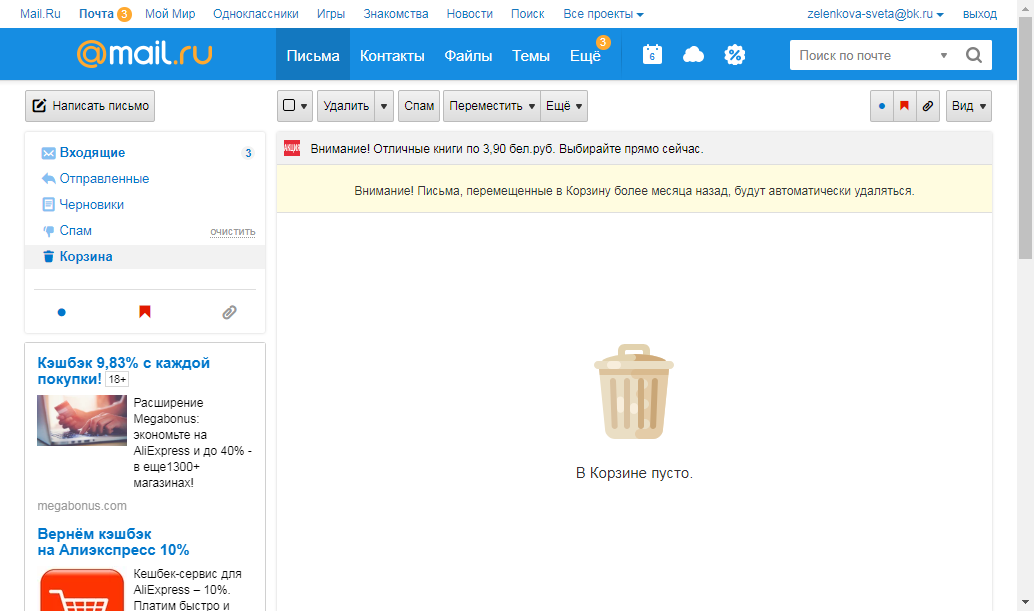 Mail.Ru Почта 3 Мой Мир Одноклассники Игры Знакомства Новости Поиск Все проекты zelenkova-sveta@bk.ru выход
@mail.ru Письма Контакты Файлы Темы Ещё 3 6 Поиск по почте
Написать письмо Удалить Спам Переместить Ещё Вид
Входящие 3
Отправленные
Черновики
Спам очистить
Корзина
АКЦИЯ Внимание! Отличные книги по 3,90 бел.руб. Выбирайте прямо сейчас.
Внимание! Письма, перемещенные в Корзину более месяца назад, будут автоматически удаляться.
В Корзине пусто.
Кэшбэк 9,83% с каждой
покупки! 18+
Расширение
Megabonus:
экономьте на
AliExpress и до 40% -
в еще1300+
магазинах!
megabonus.com
Вернём кэшбэк
на Алиэкспресс 10%
Кешбек-сервис для
AliExpress – 10%.
Платим быстро и